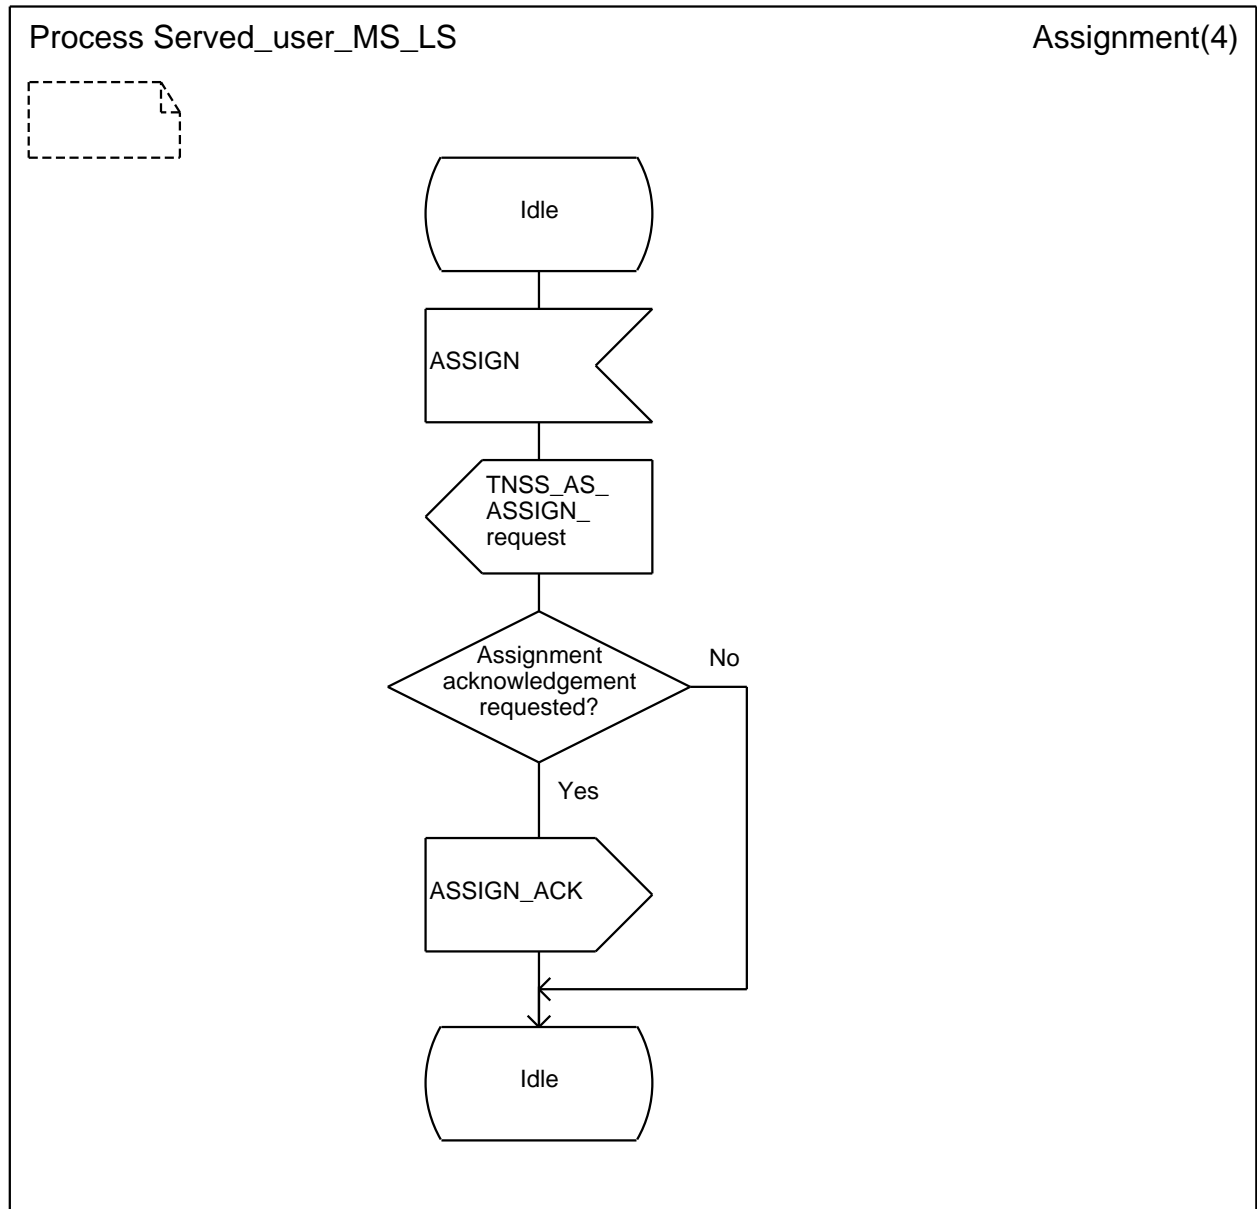 Process Served_user_MS_LS
Assignment(4)
Idle
ASSIGN
TNSS_AS_
ASSIGN_
request
Assignment
acknowledgement
requested?
No
Yes
ASSIGN_ACK
Idle